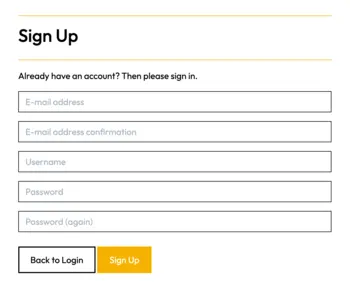 Sign Up
Already have an account? Then please sign in.
E-mail address
E-mail address confirmation
Username
Password
Password (again)
Back to Login
Sign Up